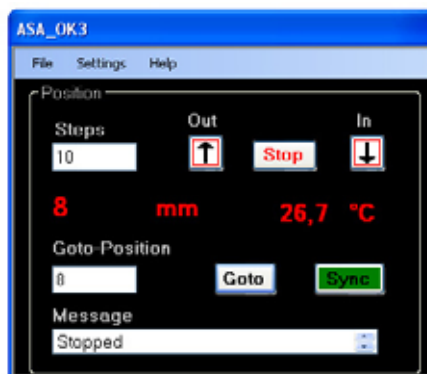 ASA_OK3
File Settings Help
Position
Steps Out In
10 Stop
8 mm 26,7 °C
Goto-Position
8 Goto Sync
Message
Stopped